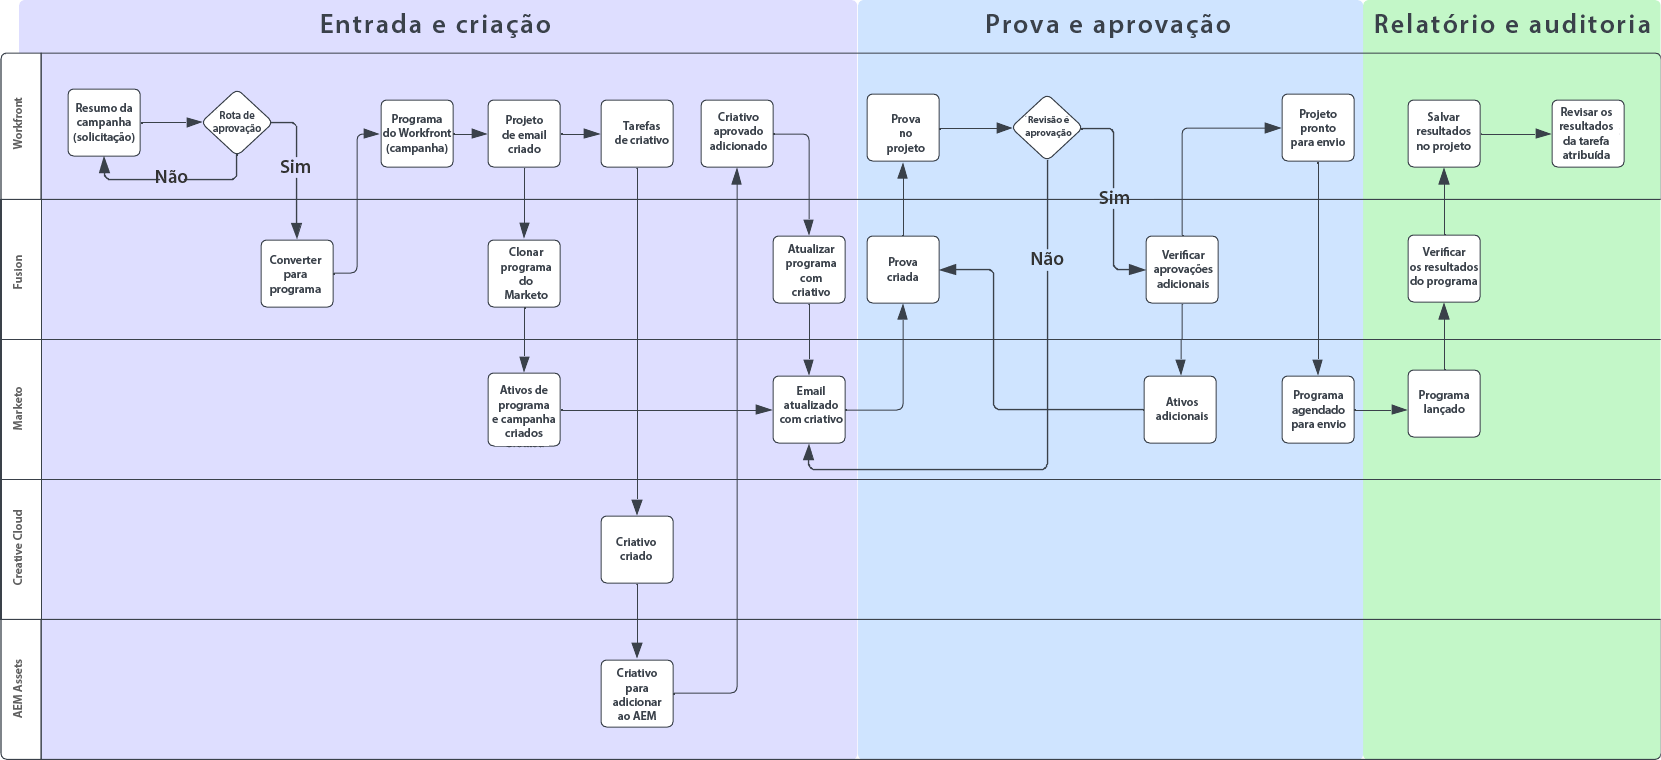 Entrada e criação
Prova e aprovação
Relatório e auditoria
Workfront
Resumo da
campanha
(solicitação)
Rota de
aprovação
Não
Sim
Programa
do Workfront
(campanha)
Projeto
de email
criado
Tarefas
de criativo
Criativo
aprovado
adicionado
Prova
no
projeto
Revisão e
aprovação
Sim
Não
Projeto
pronto
para envio
Salvar
resultados
no projeto
Revisar os
resultados
da tarefa
atribuída
Fusion
Converter
para
programa
Clonar
programa
do
Marketo
Atualizar
programa
com
criativo
Prova
criada
Verificar
aprovações
adicionais
Verificar
os resultados
do programa
Marketo
Ativos de
programa
e campanha
criados
Email
atualizado
com criativo
Ativos
adicionais
Programa
agendado
para envio
Programa
lançado
Creative Cloud
Criativo
criado
AEM Assets
Criativo
para
adicionar
ao AEM